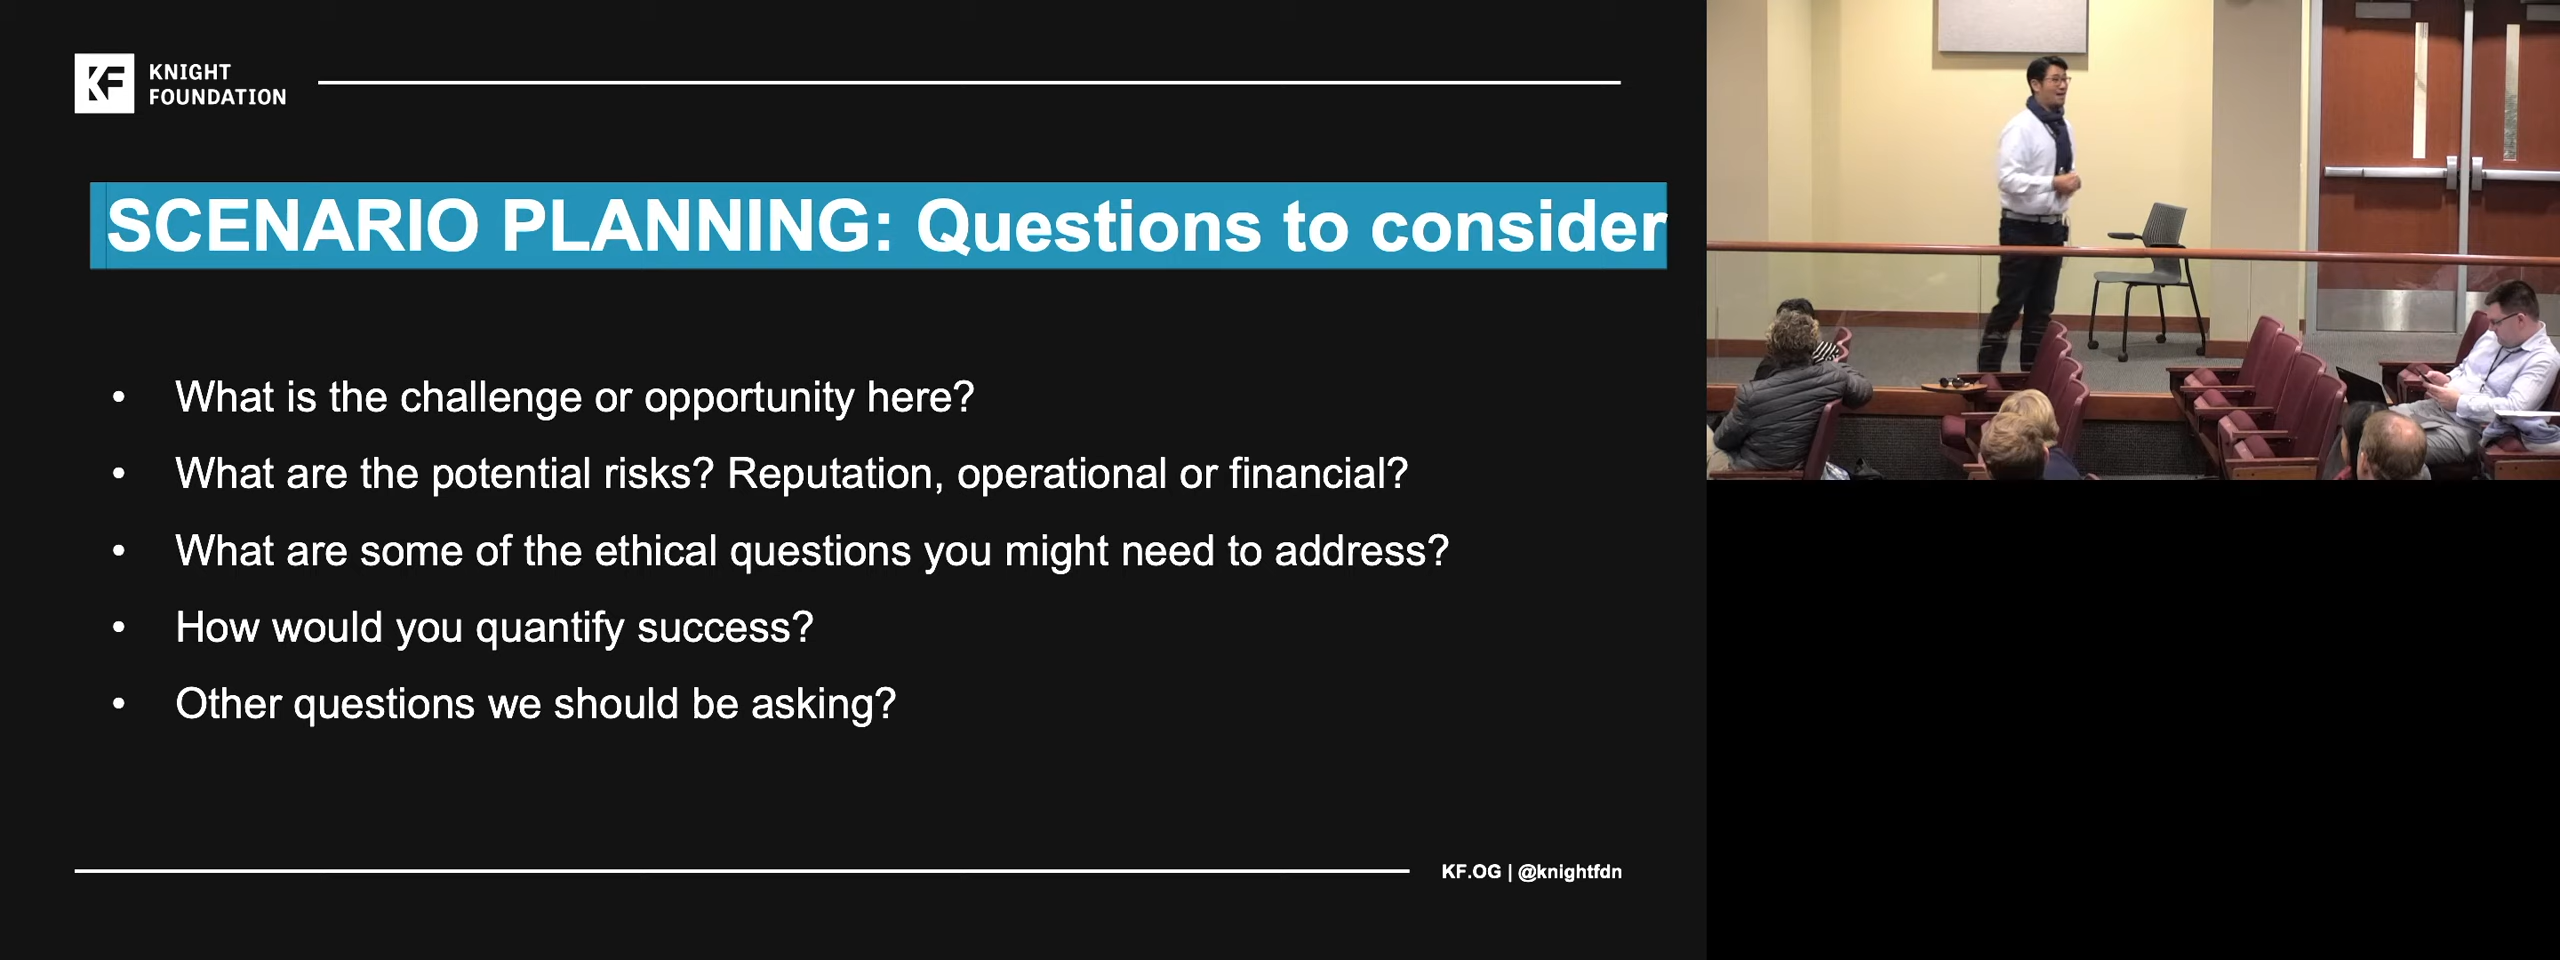 KNIGHT
FOUNDATION
SCENARIO PLANNING: Questions to consider
• What is the challenge or opportunity here?
• What are the potential risks? Reputation, operational or financial?
• What are some of the ethical questions you might need to address?
• How would you quantify success?
• Other questions we should be asking?
KF.OG | @knightfdn